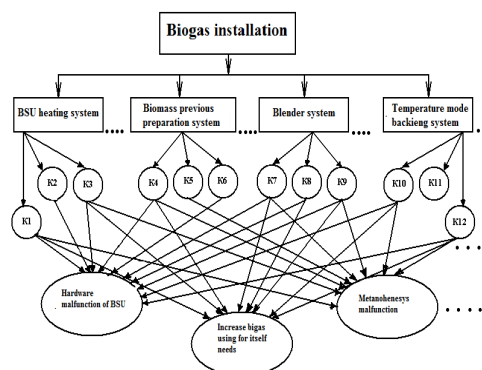 Biogas installation
BSU heating system
Biomass previous
preparation system
Blender system
Temperature mode
backieng system
K1
K2
K3
K4
K5
K6
K7
K8
K9
K10
K11
K12
Hardware
malfunction of BSU
Increase bigas
using for itself
needs
Metanohenesys
malfunction